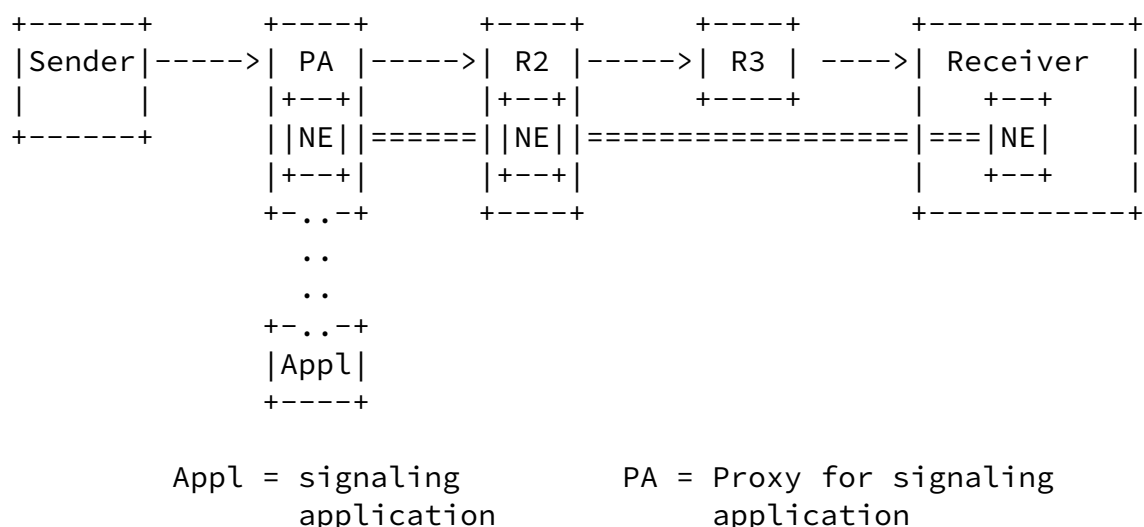 +------+      +----+      +----+      +----+      +-----------+
|Sender|----->| PA |----->| R2 |----->| R3 | ---->| Receiver  |
|      |      |+--+|      |+--+|      +----+      |    +--+   |
+------+      ||NE||======||NE||==================|===|NE|    |
              |+--+|      |+--+|                  |    +--+   |
              +-..-+      +----+                  +-----------+
                ..
                ..
              +-..-+
              |Appl|
              +----+
Appl = signaling        PA = Proxy for signaling
       application           application